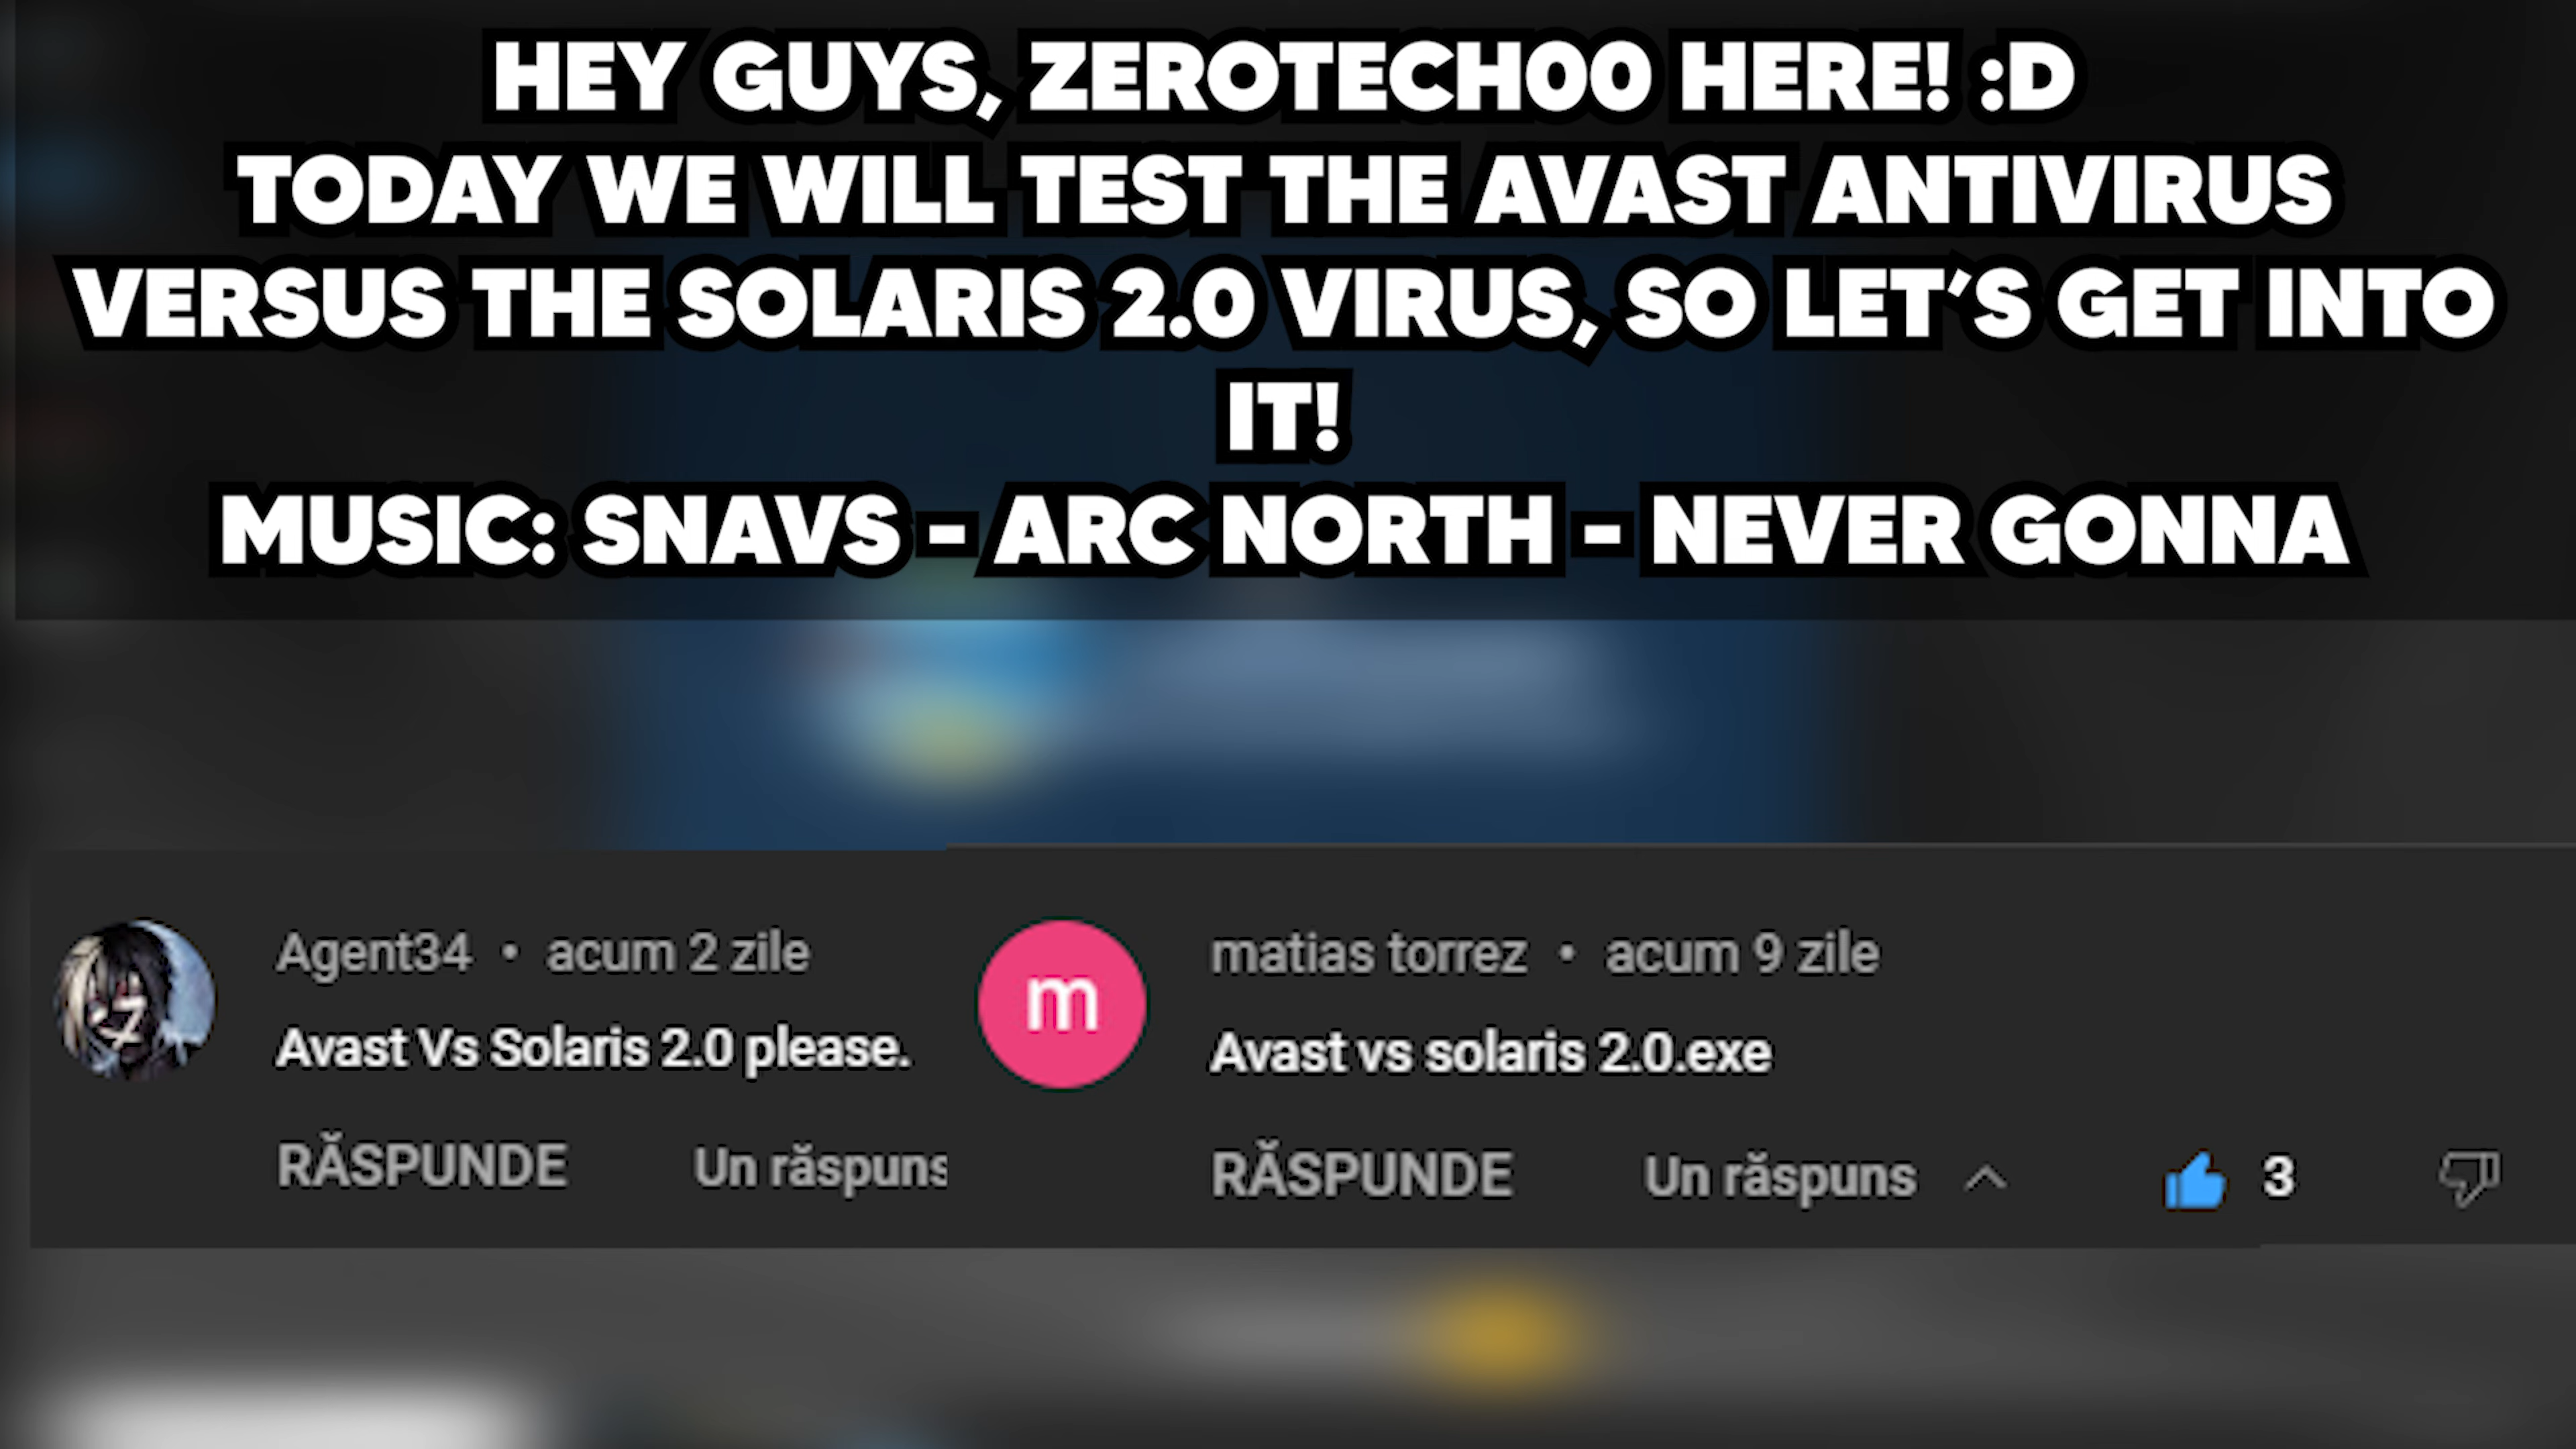 HEY GUYS, ZEROTECH00 HERE! :D
TODAY WE WILL TEST THE AVAST ANTIVIRUS
VERSUS THE SOLARIS 2.0 VIRUS, SO LET'S GET INTO
IT!
MUSIC: SNAVS - ARC NORTH - NEVER GONNA
Agent34 • acum 2 zile
Avast Vs Solaris 2.0 please.
RĂSPUNDE Un răspuns
m
matias torrez • acum 9 zile
Avast vs solaris 2.0.exe
RĂSPUNDE Un răspuns 3